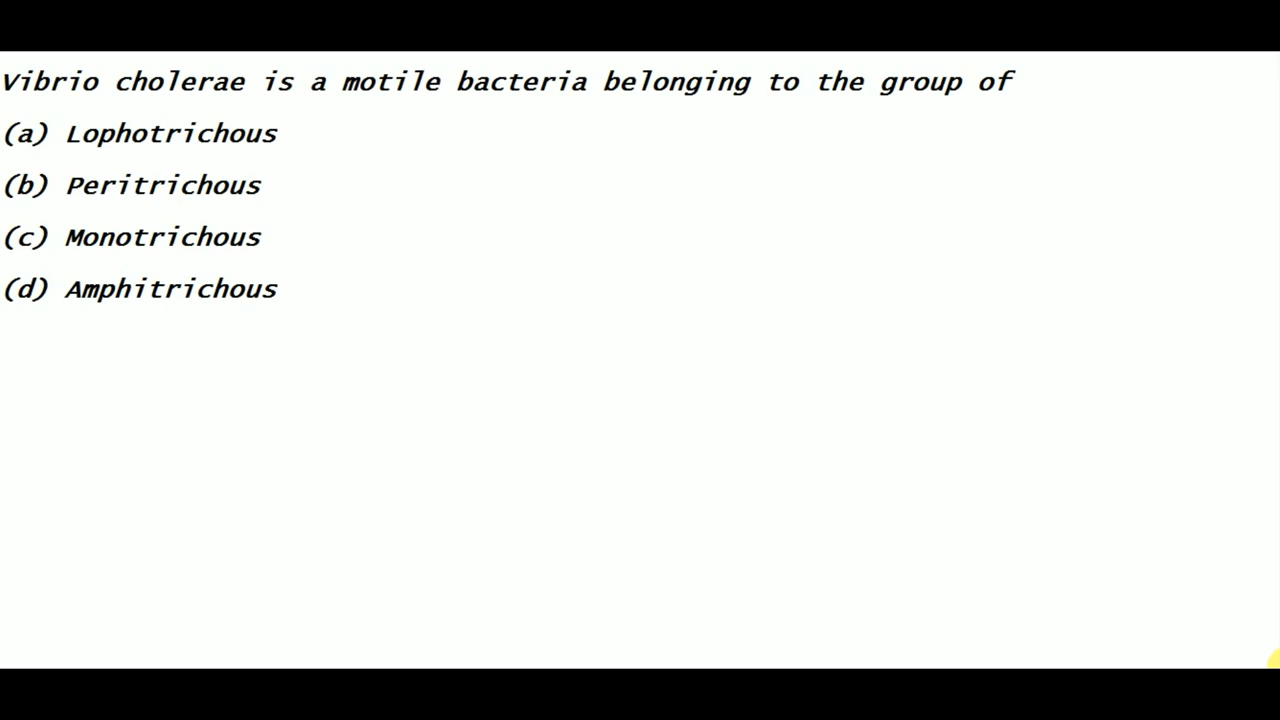 Vibrio cholerae is a motile bacteria belonging to the group of
(a) Lophotrichous
(b) Peritrichous
(c) Monotrichous
(d) Amphitrichous